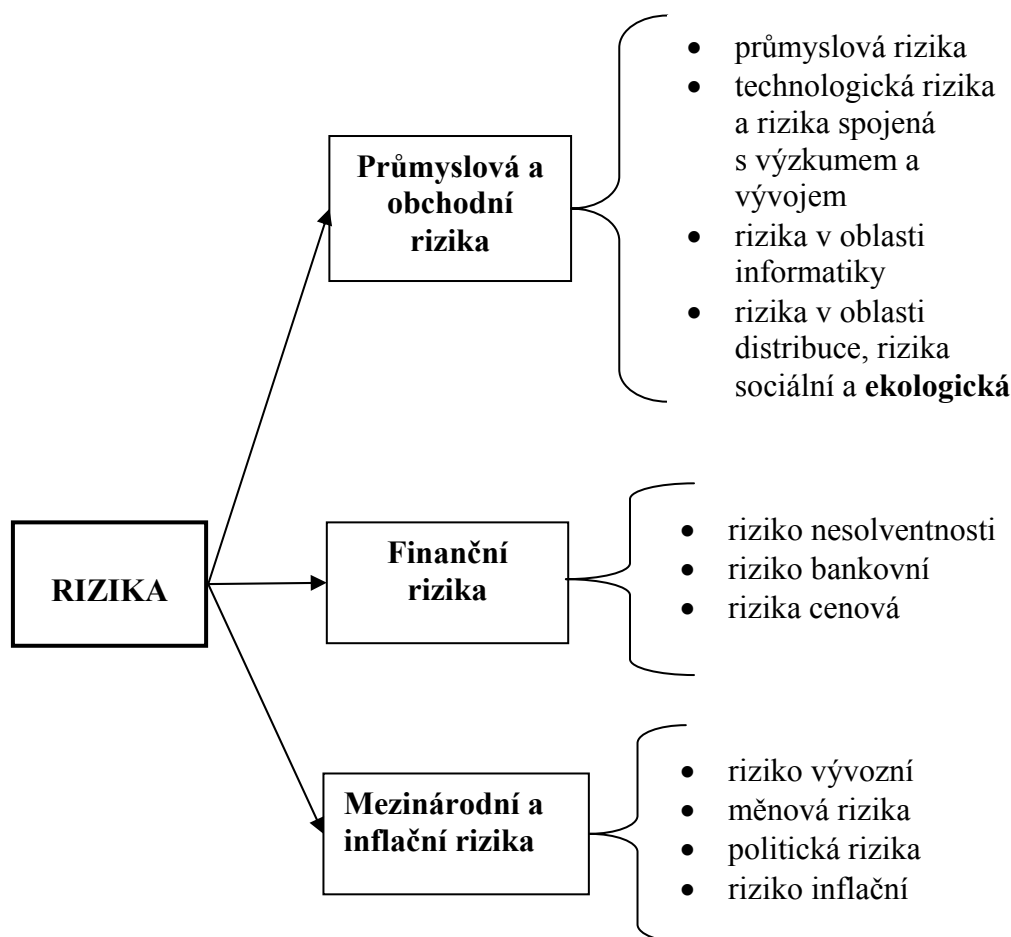 RIZIKA
Průmyslová a
obchodní
rizika
• průmyslová rizika
• technologická rizika
a rizika spojená
s výzkumem a
vývojem
• rizika v oblasti
informatiky
• rizika v oblasti
distribuce, rizika
sociální a ekologická
Finanční
rizika
• riziko nesolventnosti
• riziko bankovní
• rizika cenová
Mezinárodní a
inflační rizika
• riziko vývozní
• měnová rizika
• politická rizika
• riziko inflační